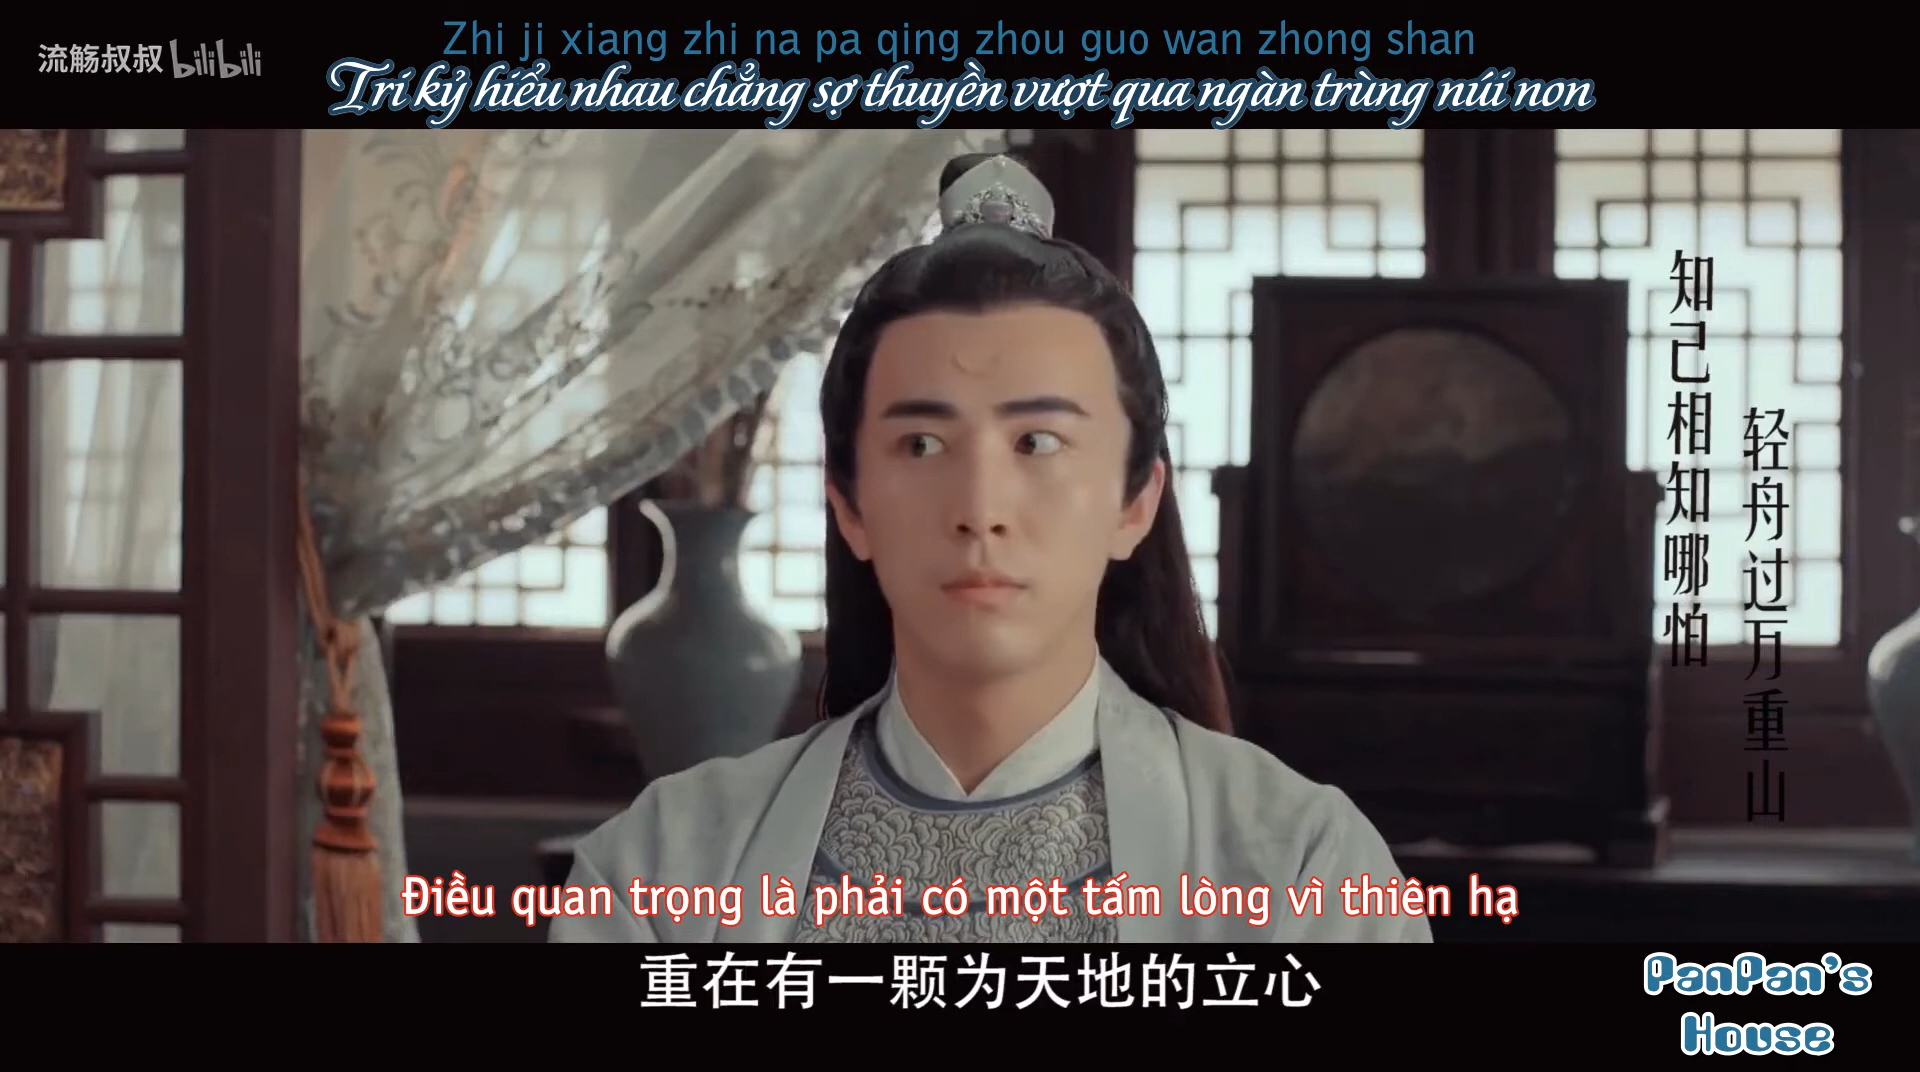 流觞叔叔 bilibili
Zhi ji xiang zhi na pa qing zhou guo wan zhong shan
Tri kỷ hiểu nhau chẳng sợ thuyền vượt qua ngàn trùng núi non
知己相知哪怕
轻舟过万重山
Điều quan trọng là phải có một tấm lòng vì thiên hạ
重在有一颗为天地的立心
PanPan's
House